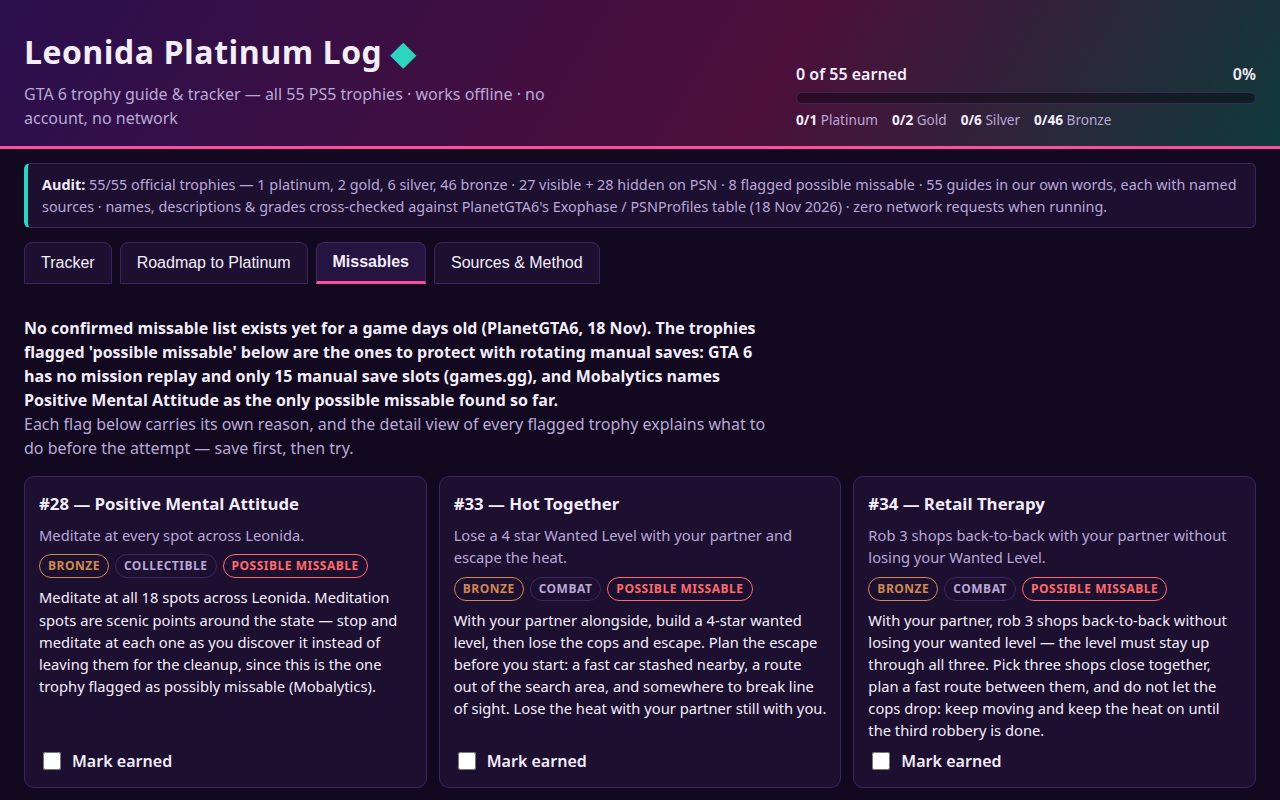 Leonida Platinum Log
GTA 6 trophy guide & tracker — all 55 PS5 trophies · works offline · no
account, no network
0 of 55 earned 0%
0/1 Platinum 0/2 Gold 0/6 Silver 0/46 Bronze
Audit: 55/55 official trophies — 1 platinum, 2 gold, 6 silver, 46 bronze · 27 visible + 28 hidden on PSN · 8 flagged possible missable · 55 guides in our own words, each with named
sources · names, descriptions & grades cross-checked against PlanetGTA6's Exophase / PSNProfiles table (18 Nov 2026) · zero network requests when running.
Tracker Roadmap to Platinum Missables Sources & Method
No confirmed missable list exists yet for a game days old (PlanetGTA6, 18 Nov). The trophies
flagged 'possible missable' below are the ones to protect with rotating manual saves: GTA 6
has no mission replay and only 15 manual save slots (games.gg), and Mobalytics names
Positive Mental Attitude as the only possible missable found so far.
Each flag below carries its own reason, and the detail view of every flagged trophy explains what to
do before the attempt — save first, then try.
#28 — Positive Mental Attitude
Meditate at every spot across Leonida.
BRONZE COLLECTIBLE POSSIBLE MISSABLE
Meditate at all 18 spots across Leonida. Meditation
spots are scenic points around the state — stop and
meditate at each one as you discover it instead of
leaving them for the cleanup, since this is the one
trophy flagged as possibly missable (Mobalytics).
Mark earned
#33 — Hot Together
Lose a 4 star Wanted Level with your partner and
escape the heat.
BRONZE COMBAT POSSIBLE MISSABLE
With your partner alongside, build a 4-star wanted
level, then lose the cops and escape. Plan the escape
before you start: a fast car stashed nearby, a route
out of the search area, and somewhere to break line
of sight. Lose the heat with your partner still with you.
Mark earned
#34 — Retail Therapy
Rob 3 shops back-to-back with your partner without
losing your Wanted Level.
BRONZE COMBAT POSSIBLE MISSABLE
With your partner, rob 3 shops back-to-back without
losing your wanted level — the level must stay up
through all three. Pick three shops close together,
plan a fast route between them, and do not let the
cops drop: keep moving and keep the heat on until
the third robbery is done.
Mark earned